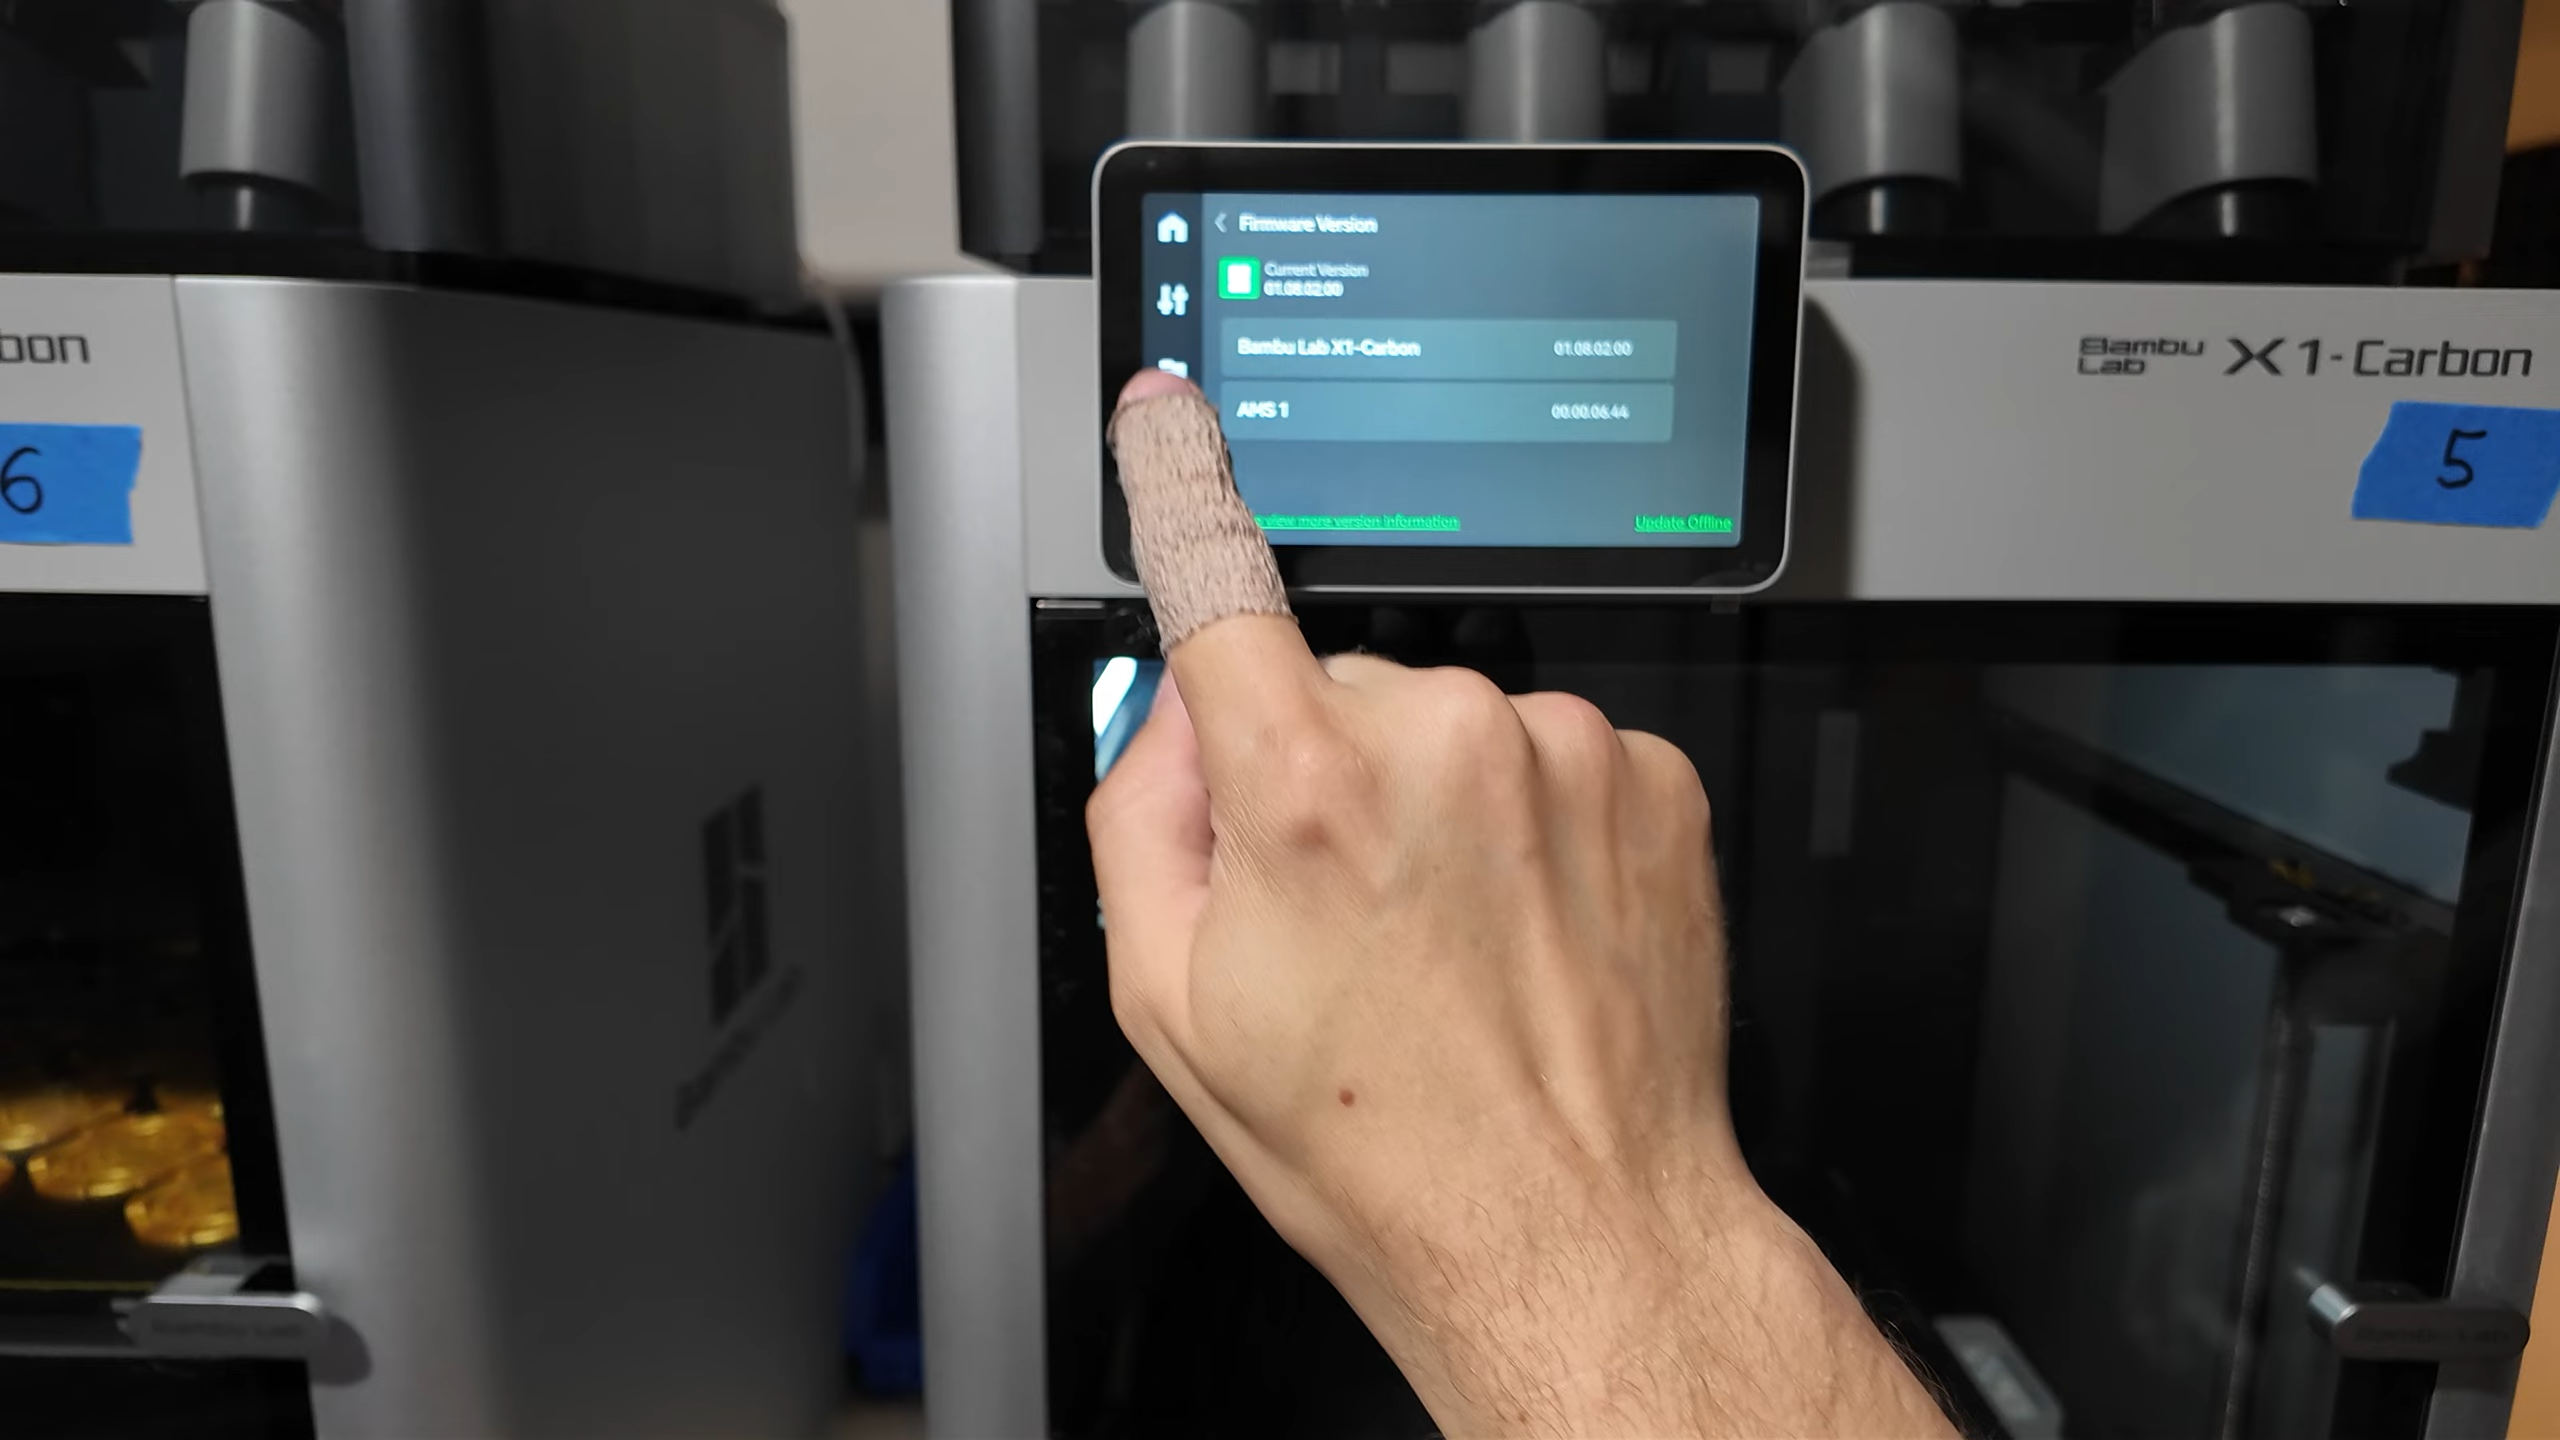 Firmware Version
Current Version
01.08.02.00
Bambu Lab X1-Carbon 01.08.02.00
AMS 1 00.00.06.44
view more version information
Update Offline
bon
6
Bambu
Lab
X1-Carbon
5